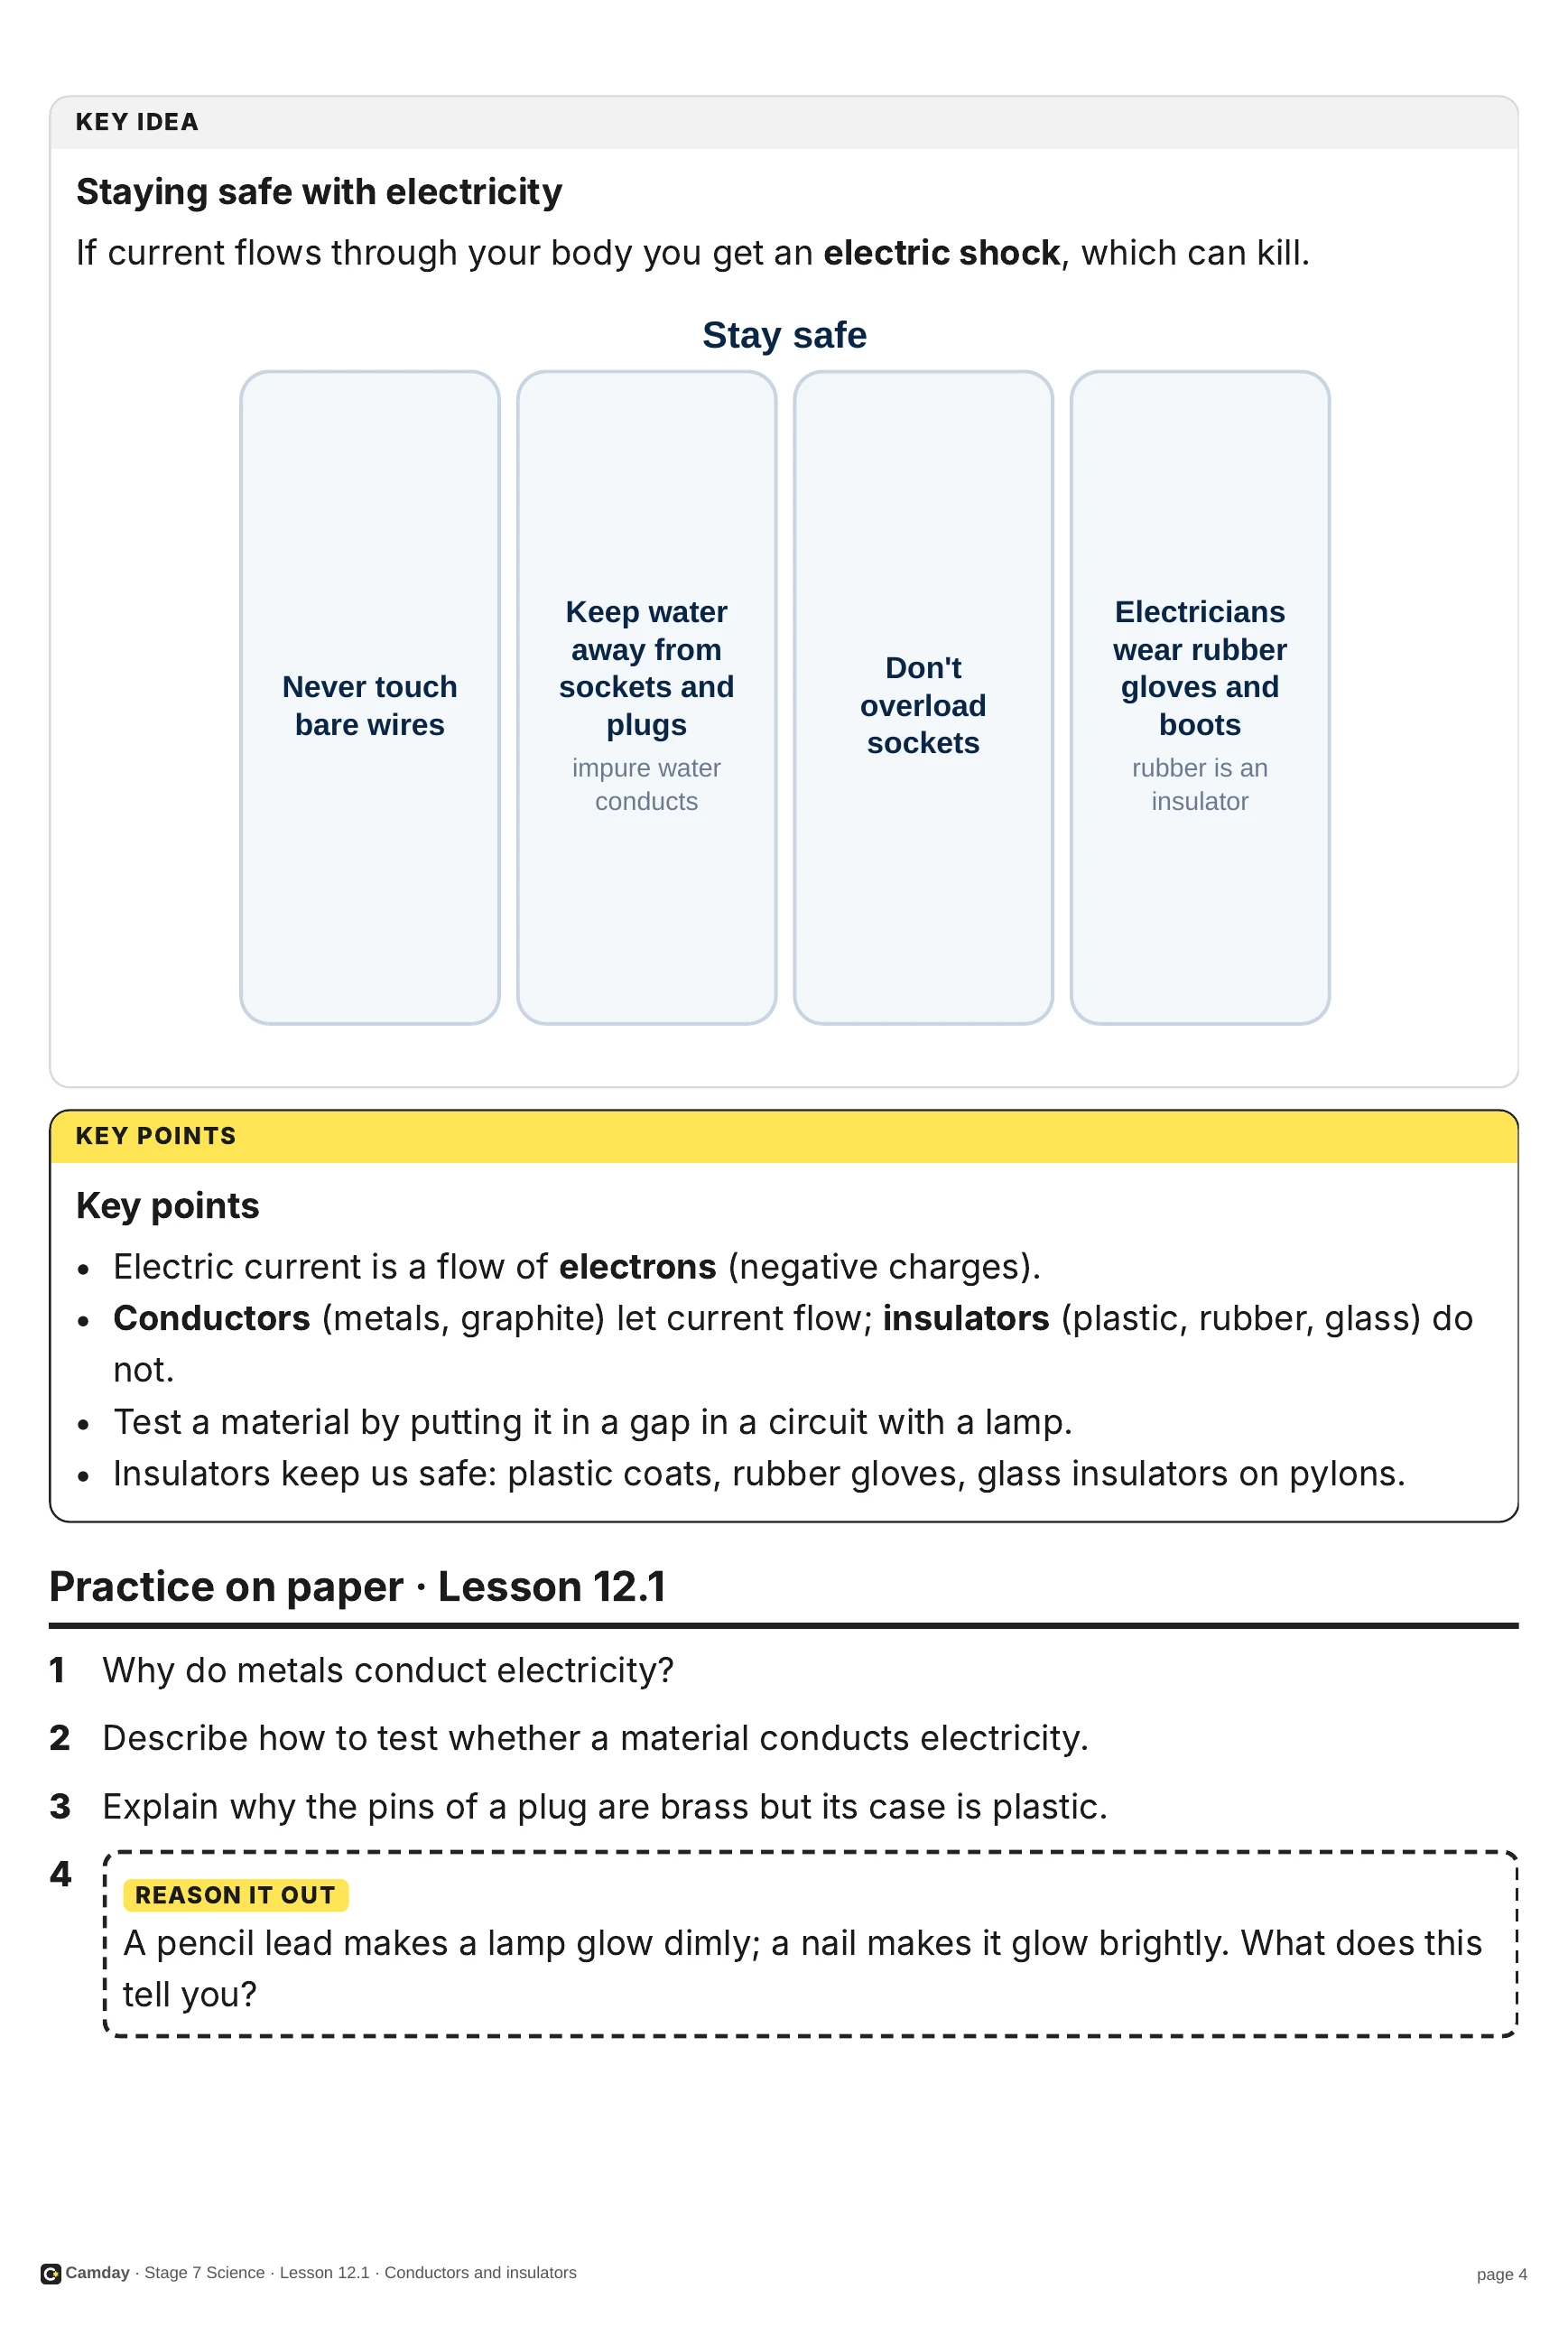 KEY IDEA
Staying safe with electricity
If current flows through your body you get an electric shock, which can kill.
Stay safe
Never touch
bare wires
Keep water
away from
sockets and
plugs
impure water
conducts
Don't
overload
sockets
Electricians
wear rubber
gloves and
boots
rubber is an
insulator
KEY POINTS
Key points
• Electric current is a flow of electrons (negative charges).
• Conductors (metals, graphite) let current flow; insulators (plastic, rubber, glass) do
not.
• Test a material by putting it in a gap in a circuit with a lamp.
• Insulators keep us safe: plastic coats, rubber gloves, glass insulators on pylons.
Practice on paper · Lesson 12.1
1 Why do metals conduct electricity?
2 Describe how to test whether a material conducts electricity.
3 Explain why the pins of a plug are brass but its case is plastic.
4
REASON IT OUT
A pencil lead makes a lamp glow dimly; a nail makes it glow brightly. What does this
tell you?
Camday · Stage 7 Science · Lesson 12.1 · Conductors and insulators
page 4